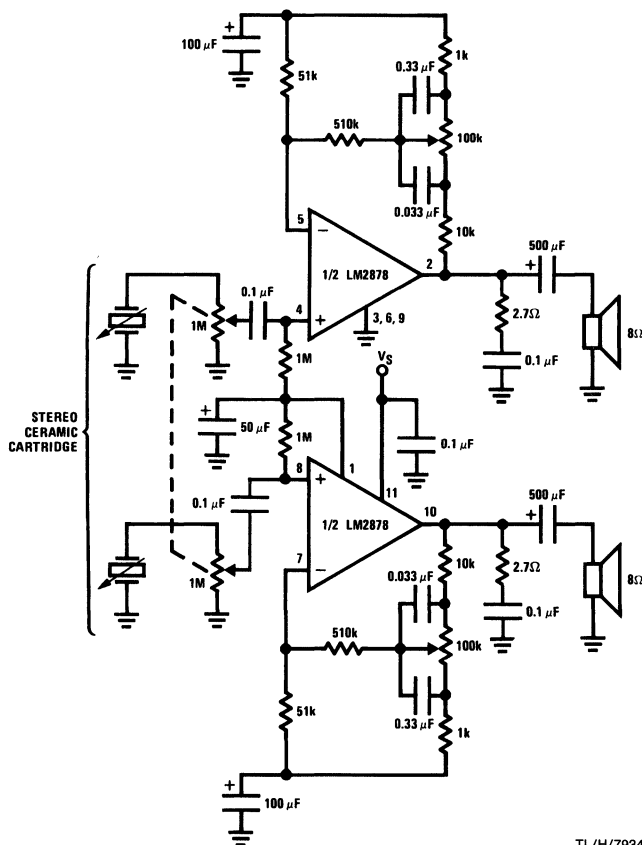 100 µF
+
51k
0.33 µF
1k
510k
100k
0.033 µF
10k
5
−
1/2 LM2878
2
500 µF
+
0.1 µF
4
+
3, 6, 9
2.7Ω
0.1 µF
8Ω
1M
1M
VS
STEREO
CERAMIC
CARTRIDGE
+
50 µF
1M
0.1 µF
8
+
1
11
0.1 µF
1/2 LM2878
10
500 µF
+
7
−
1M
10k
2.7Ω
0.1 µF
8Ω
0.033 µF
510k
100k
0.33 µF
51k
1k
+
100 µF
TL/H/7934